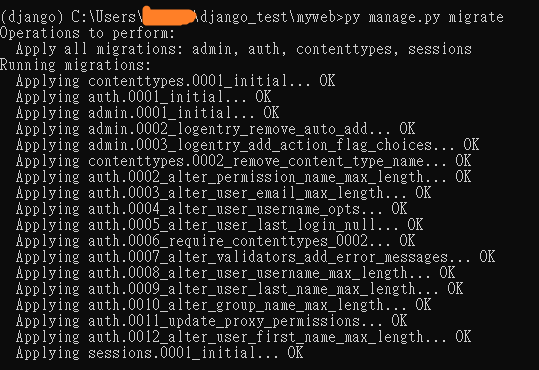 (django) C:\Users\ \django_test\myweb>py manage.py migrate
Operations to perform:
  Apply all migrations: admin, auth, contenttypes, sessions
Running migrations:
  Applying contenttypes.0001_initial... OK
  Applying auth.0001_initial... OK
  Applying admin.0001_initial... OK
  Applying admin.0002_logentry_remove_auto_add... OK
  Applying admin.0003_logentry_add_action_flag_choices... OK
  Applying contenttypes.0002_remove_content_type_name... OK
  Applying auth.0002_alter_permission_name_max_length... OK
  Applying auth.0003_alter_user_email_max_length... OK
  Applying auth.0004_alter_user_username_opts... OK
  Applying auth.0005_alter_user_last_login_null... OK
  Applying auth.0006_require_contenttypes_0002... OK
  Applying auth.0007_alter_validators_add_error_messages... OK
  Applying auth.0008_alter_user_username_max_length... OK
  Applying auth.0009_alter_user_last_name_max_length... OK
  Applying auth.0010_alter_group_name_max_length... OK
  Applying auth.0011_update_proxy_permissions... OK
  Applying auth.0012_alter_user_first_name_max_length... OK
  Applying sessions.0001_initial... OK